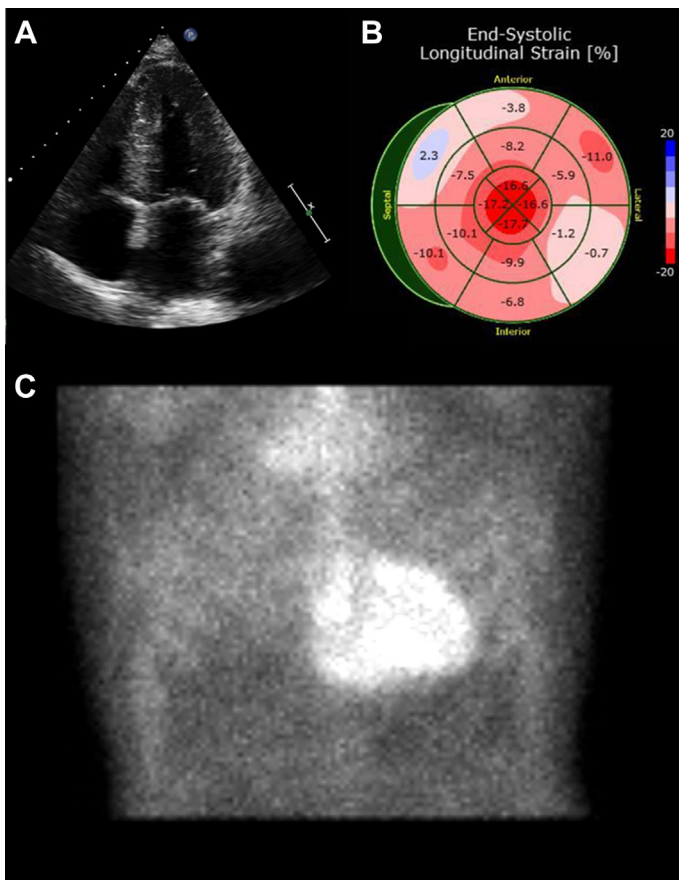 A
P
x
B
End-Systolic
Longitudinal Strain [%]
Anterior
-3.8
2.3
-8.2
-11.0
-7.5
-5.9
-16.6
-17.2
-16.6
-17.7
Septal
Lateral
-10.1
-10.1
-1.2
-0.7
-9.9
-6.8
Inferior
20
-20
C